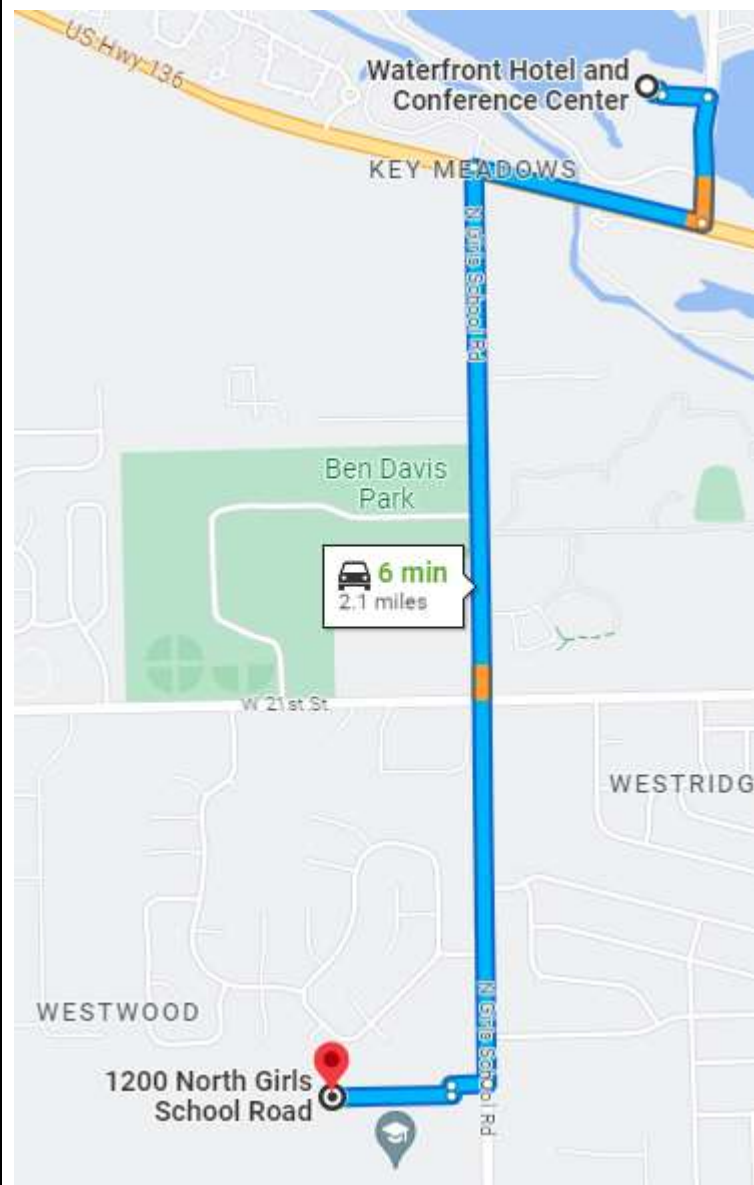 US Hwy 136
Waterfront Hotel and
Conference Center
KEY MEADOWS
N Girls School Rd
Ben Davis
Park
6 min
2.1 miles
W 21st St
WESTRIDG
WESTWOOD
N Girls School Rd
1200 North Girls
School Road